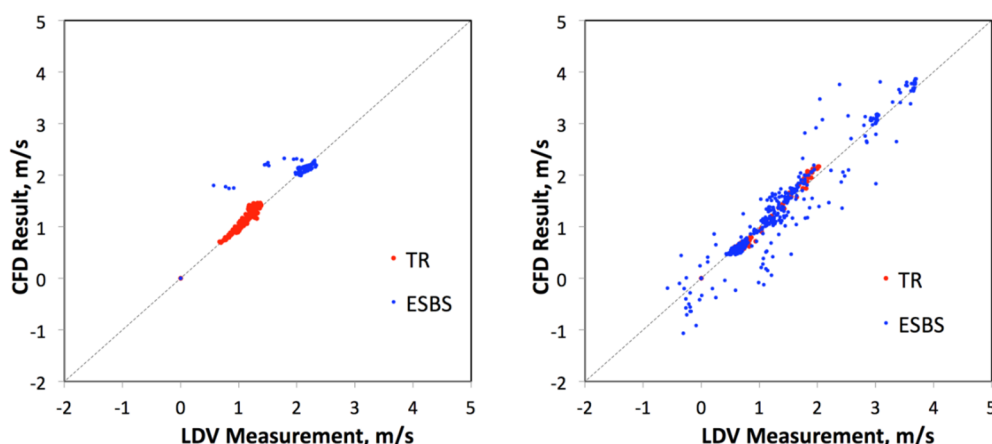 5
4
3
2
1
0
-1
-2
CFD Result, m/s
TR
ESBS
-2 -1 0 1 2 3 4 5
LDV Measurement, m/s
5
4
3
2
1
0
-1
-2
CFD Result, m/s
TR
ESBS
-2 -1 0 1 2 3 4 5
LDV Measurement, m/s